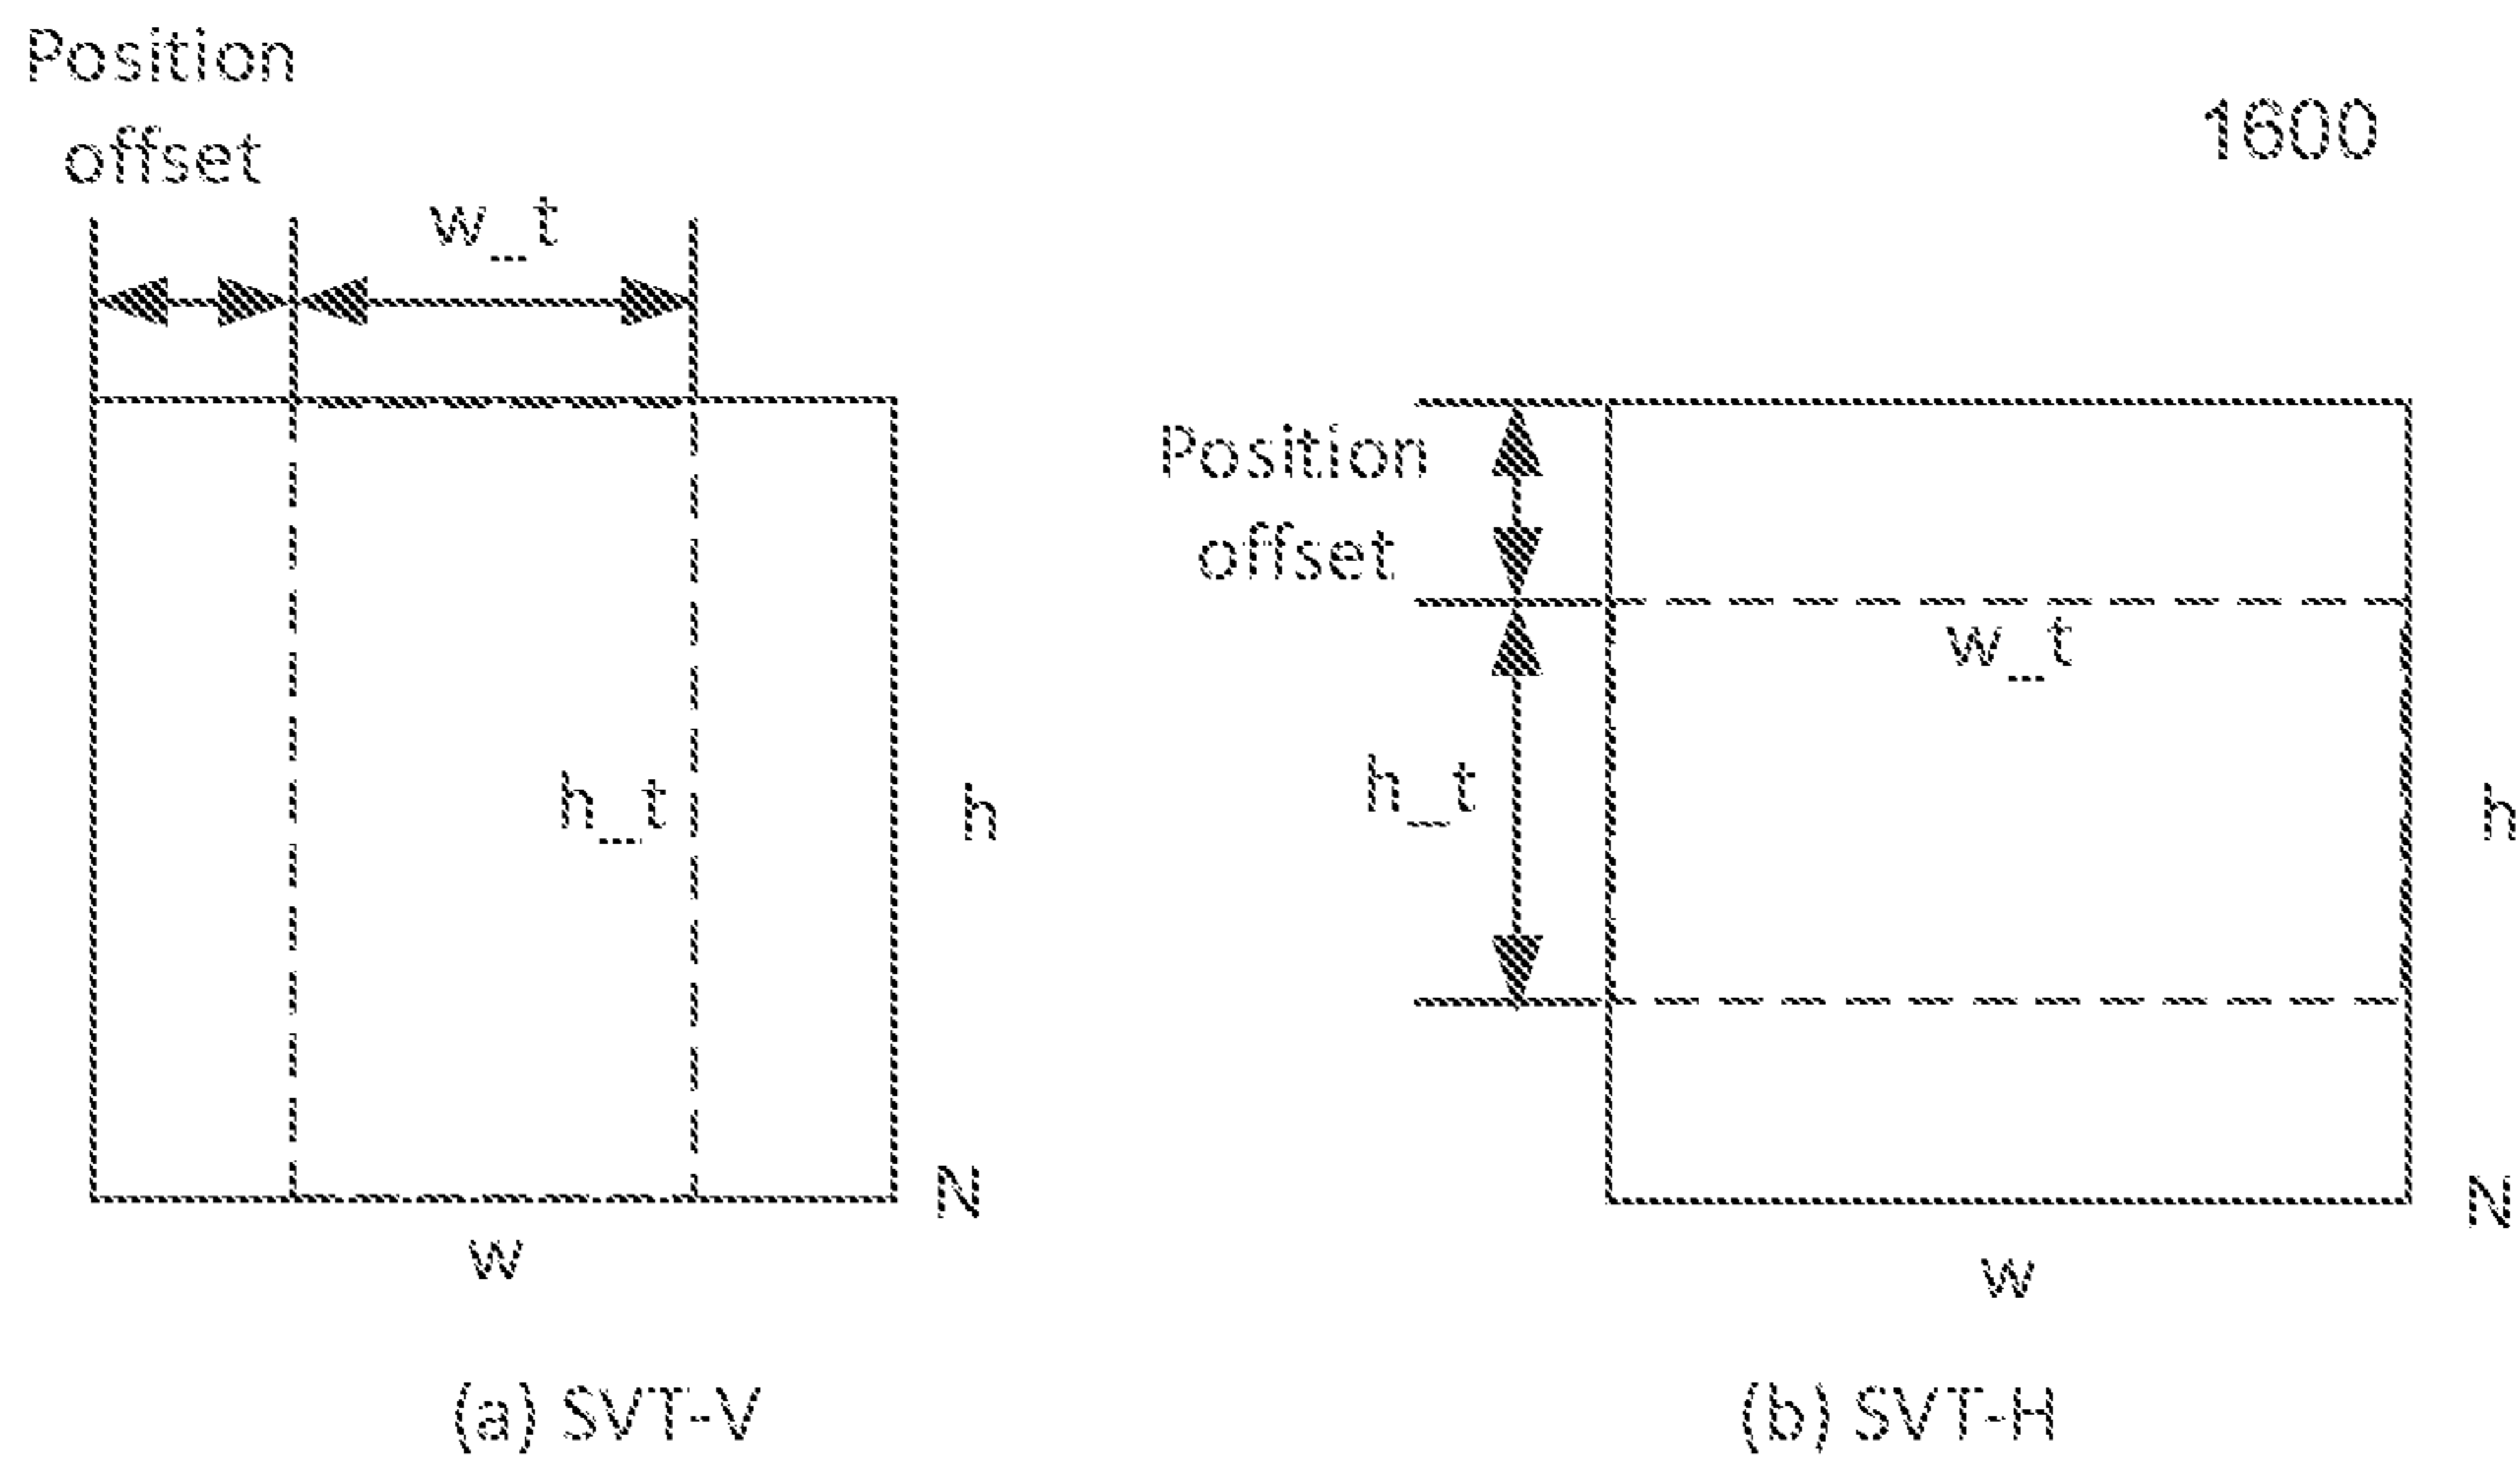 Position
offset
w_t
h_t
h
N
w
(a) SVT-V
1600
Position
offset
w_t
h_t
h
N
w
(b) SVT-H